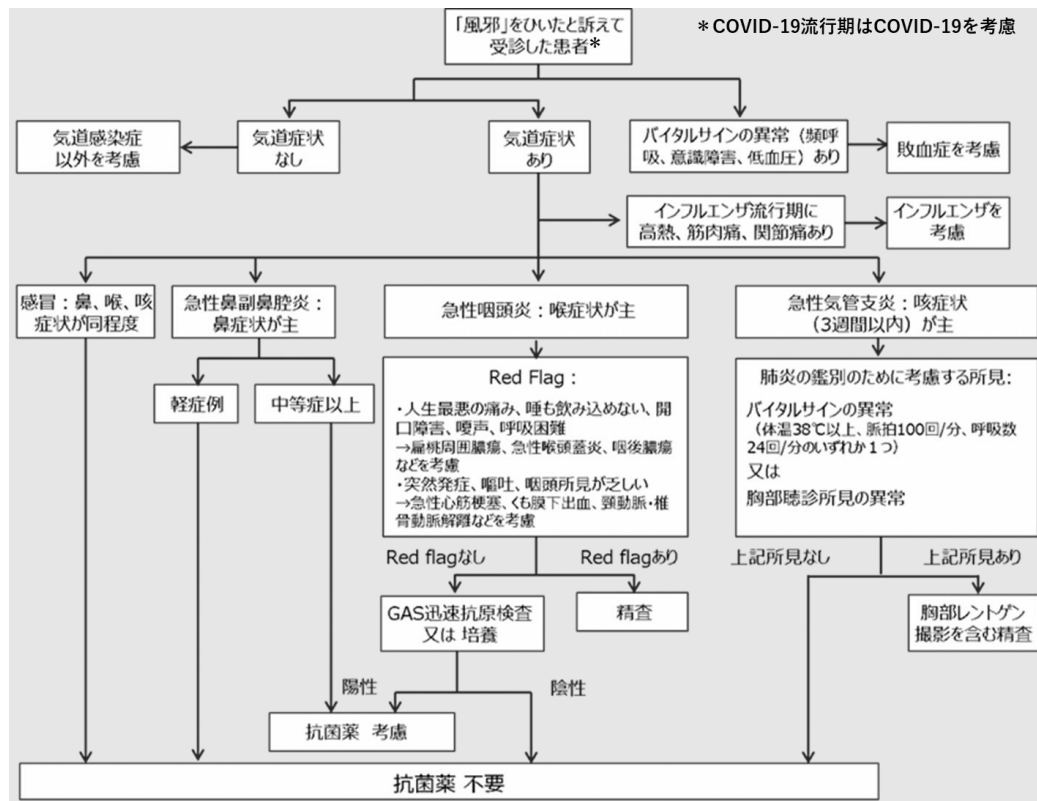 「風邪」をひいたと訴えて
受診した患者*
＊COVID-19流行期はCOVID-19を考慮
気道感染症
以外を考慮
気道症状
なし
気道症状
あり
バイタルサインの異常（頻呼
吸、意識障害、低血圧）あり
敗血症を考慮
インフルエンザ流行期に
高熱、筋肉痛、関節痛あり
インフルエンザを
考慮
感冒：鼻、喉、咳
症状が同程度
急性鼻副鼻腔炎：
鼻症状が主
急性咽頭炎：喉症状が主
急性気管支炎：咳症状
（3週間以内）が主
軽症例
中等症以上
Red Flag：
・人生最悪の痛み、唾も飲み込めない、開
口障害、嗄声、呼吸困難
→扁桃周囲膿瘍、急性喉頭蓋炎、咽後膿瘍
などを考慮
・突然発症、嘔吐、咽頭所見が乏しい
→急性心筋梗塞、くも膜下出血、頸動脈・椎
骨動脈解離などを考慮
肺炎の鑑別のために考慮する所見：
バイタルサインの異常
（体温38℃以上、脈拍100回/分、呼吸数
24回/分のいずれか１つ）
又は
胸部聴診所見の異常
Red flagなし
Red flagあり
上記所見なし
上記所見あり
GAS迅速抗原検査
又は 培養
精査
胸部レントゲン
撮影を含む精査
陽性
陰性
抗菌薬 考慮
抗菌薬 不要